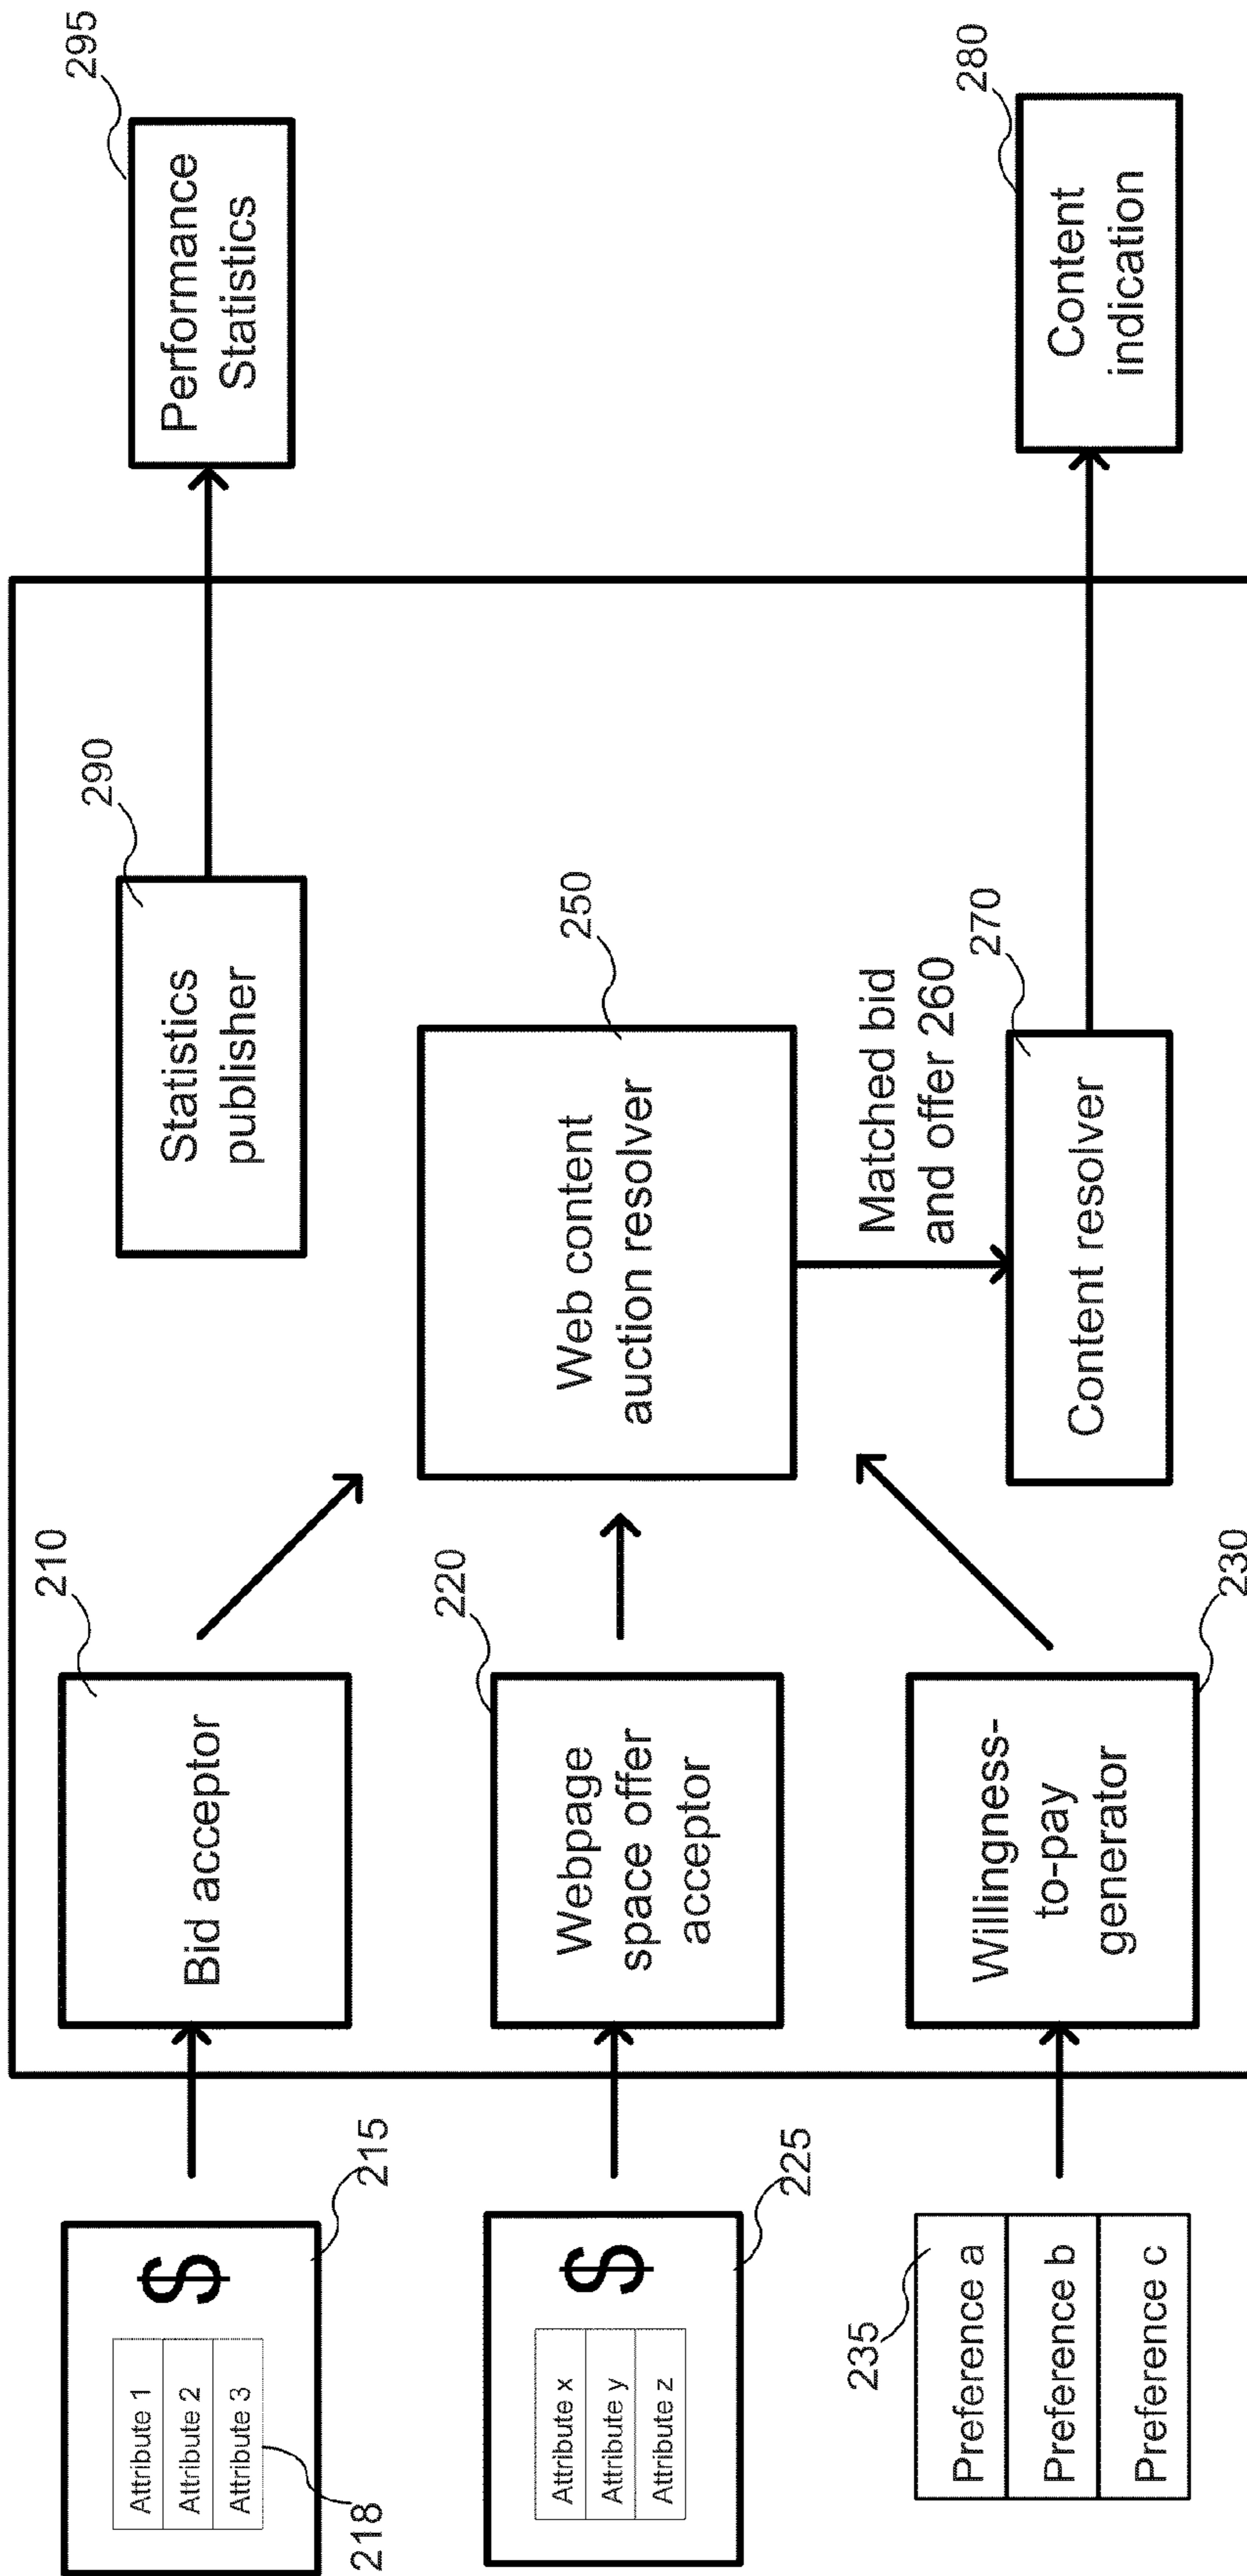 Attribute 1
Attribute 2
Attribute 3
218
$
215
Bid acceptor
210
Statistics
publisher
290
Performance
Statistics
295
Attribute x
Attribute y
Attribute z
$
225
Webpage
space offer
acceptor
220
Web content
auction resolver
250
Matched bid
and offer 260
235
Preference a
Preference b
Preference c
Willingness-
to-pay
generator
230
Content resolver
270
Content
indication
280